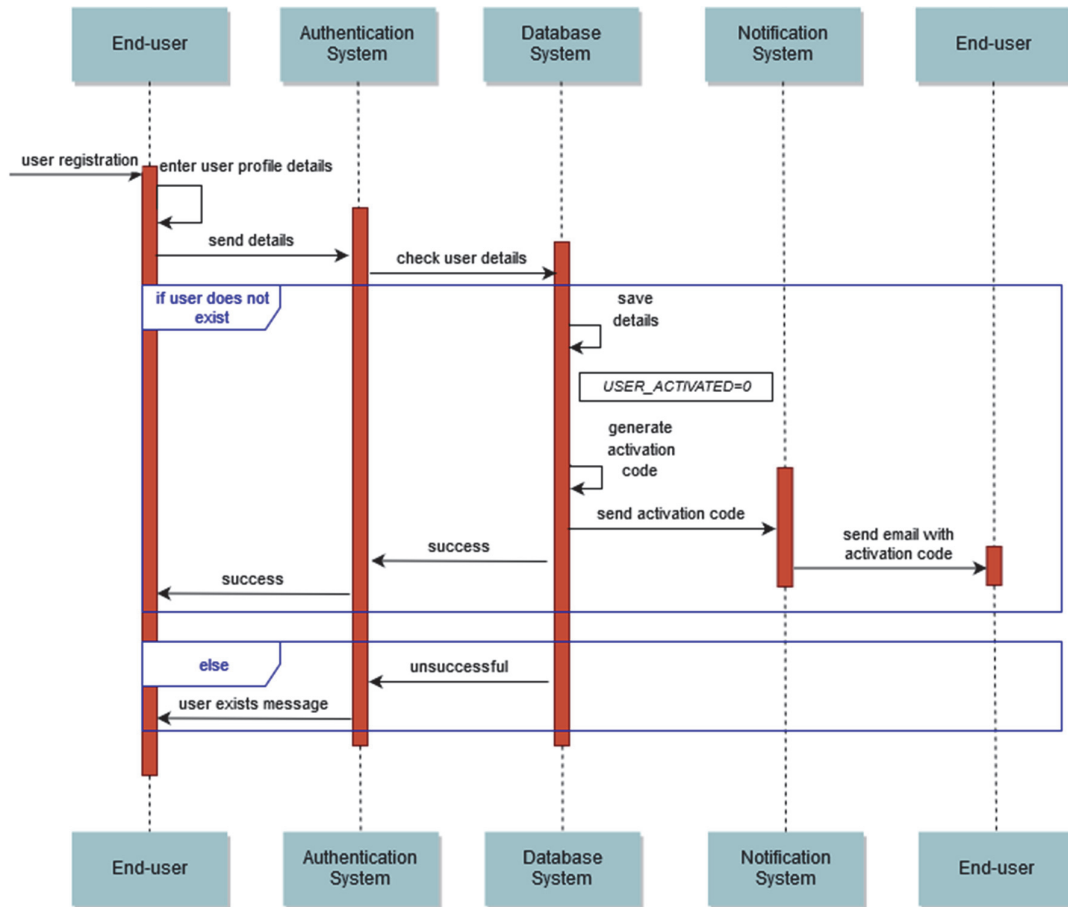 End-user
Authentication
System
Database
System
Notification
System
End-user
user registration
enter user profile details
send details
check user details
if user does not
exist
save
details
USER_ACTIVATED=0
generate
activation
code
send activation code
send email with
activation code
success
success
else
unsuccessful
user exists message
End-user
Authentication
System
Database
System
Notification
System
End-user